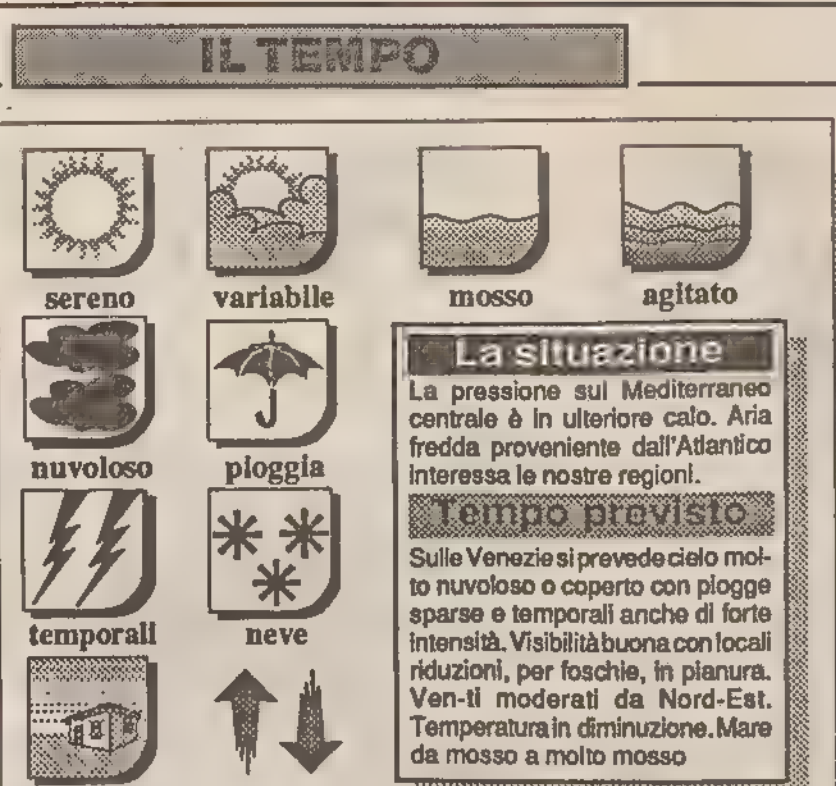 IL TEMPO
sereno
variabile
mosso
agitato
nuvoloso
pioggia
temporali
neve
La situazione
La pressione sul Mediterraneo
centrale è in ulteriore calo. Aria
fredda proveniente dall'Atlantico
interessa le nostre regioni.
Tempo previsto
Sulle Venezie si prevede cielo mol-
to nuvoloso o coperto con piogge
sparse e temporali anche di forte
intensità. Visibilità buona con locali
riduzioni, per foschie, in pianura.
Ven-ti moderati da Nord-Est.
Temperatura in diminuzione. Mare
da mosso a molto mosso